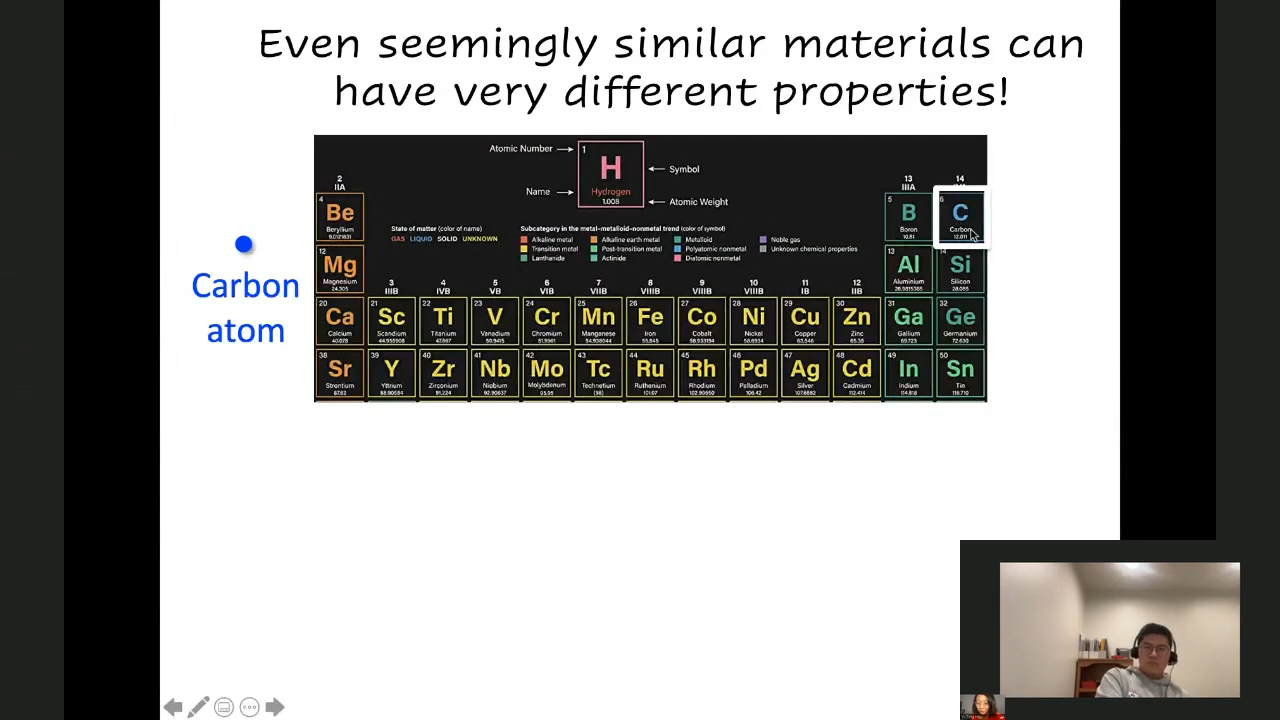 Even seemingly similar materials can
have very different properties!
Carbon
atom
Atomic Number
1
H
Hydrogen
1.008
Symbol
Name
Atomic Weight
State of matter (color of name)
GAS LIQUID SOLID UNKNOWN
Subcategory in the metal-metalloid-nonmetal trend (color of symbol)
Alkaline metal
Alkaline earth metal
Metalloid
Noble gas
Transition metal
Post-transition metal
Polyatomic nonmetal
Unknown chemical properties
Lanthanide
Actinide
Diatomic nonmetal
2
IIA
13
IIIA
14
4
Be
Beryllium
9.0121831
5
B
Boron
10.81
6
C
Carbon
12.011
12
Mg
Magnesium
24.305
3
IIIB
4
IVB
5
VB
6
VIB
7
VIIB
8
VIIIB
9
VIIIB
10
VIIIB
11
IB
12
IIB
13
Al
Aluminium
26.9815385
14
Si
Silicon
28.085
20
Ca
Calcium
40.078
21
Sc
Scandium
44.955908
22
Ti
Titanium
47.867
23
V
Vanadium
50.9415
24
Cr
Chromium
51.9961
25
Mn
Manganese
54.938044
26
Fe
Iron
55.845
27
Co
Cobalt
58.933194
28
Ni
Nickel
58.6934
29
Cu
Copper
63.546
30
Zn
Zinc
65.38
31
Ga
Gallium
69.723
32
Ge
Germanium
72.630
38
Sr
Strontium
87.62
39
Y
Yttrium
88.90584
40
Zr
Zirconium
91.224
41
Nb
Niobium
92.90637
42
Mo
Molybdenum
95.95
43
Tc
Technetium
(98)
44
Ru
Ruthenium
101.07
45
Rh
Rhodium
102.90550
46
Pd
Palladium
106.42
47
Ag
Silver
107.8682
48
Cd
Cadmium
112.414
49
In
Indium
114.818
50
Sn
Tin
118.710